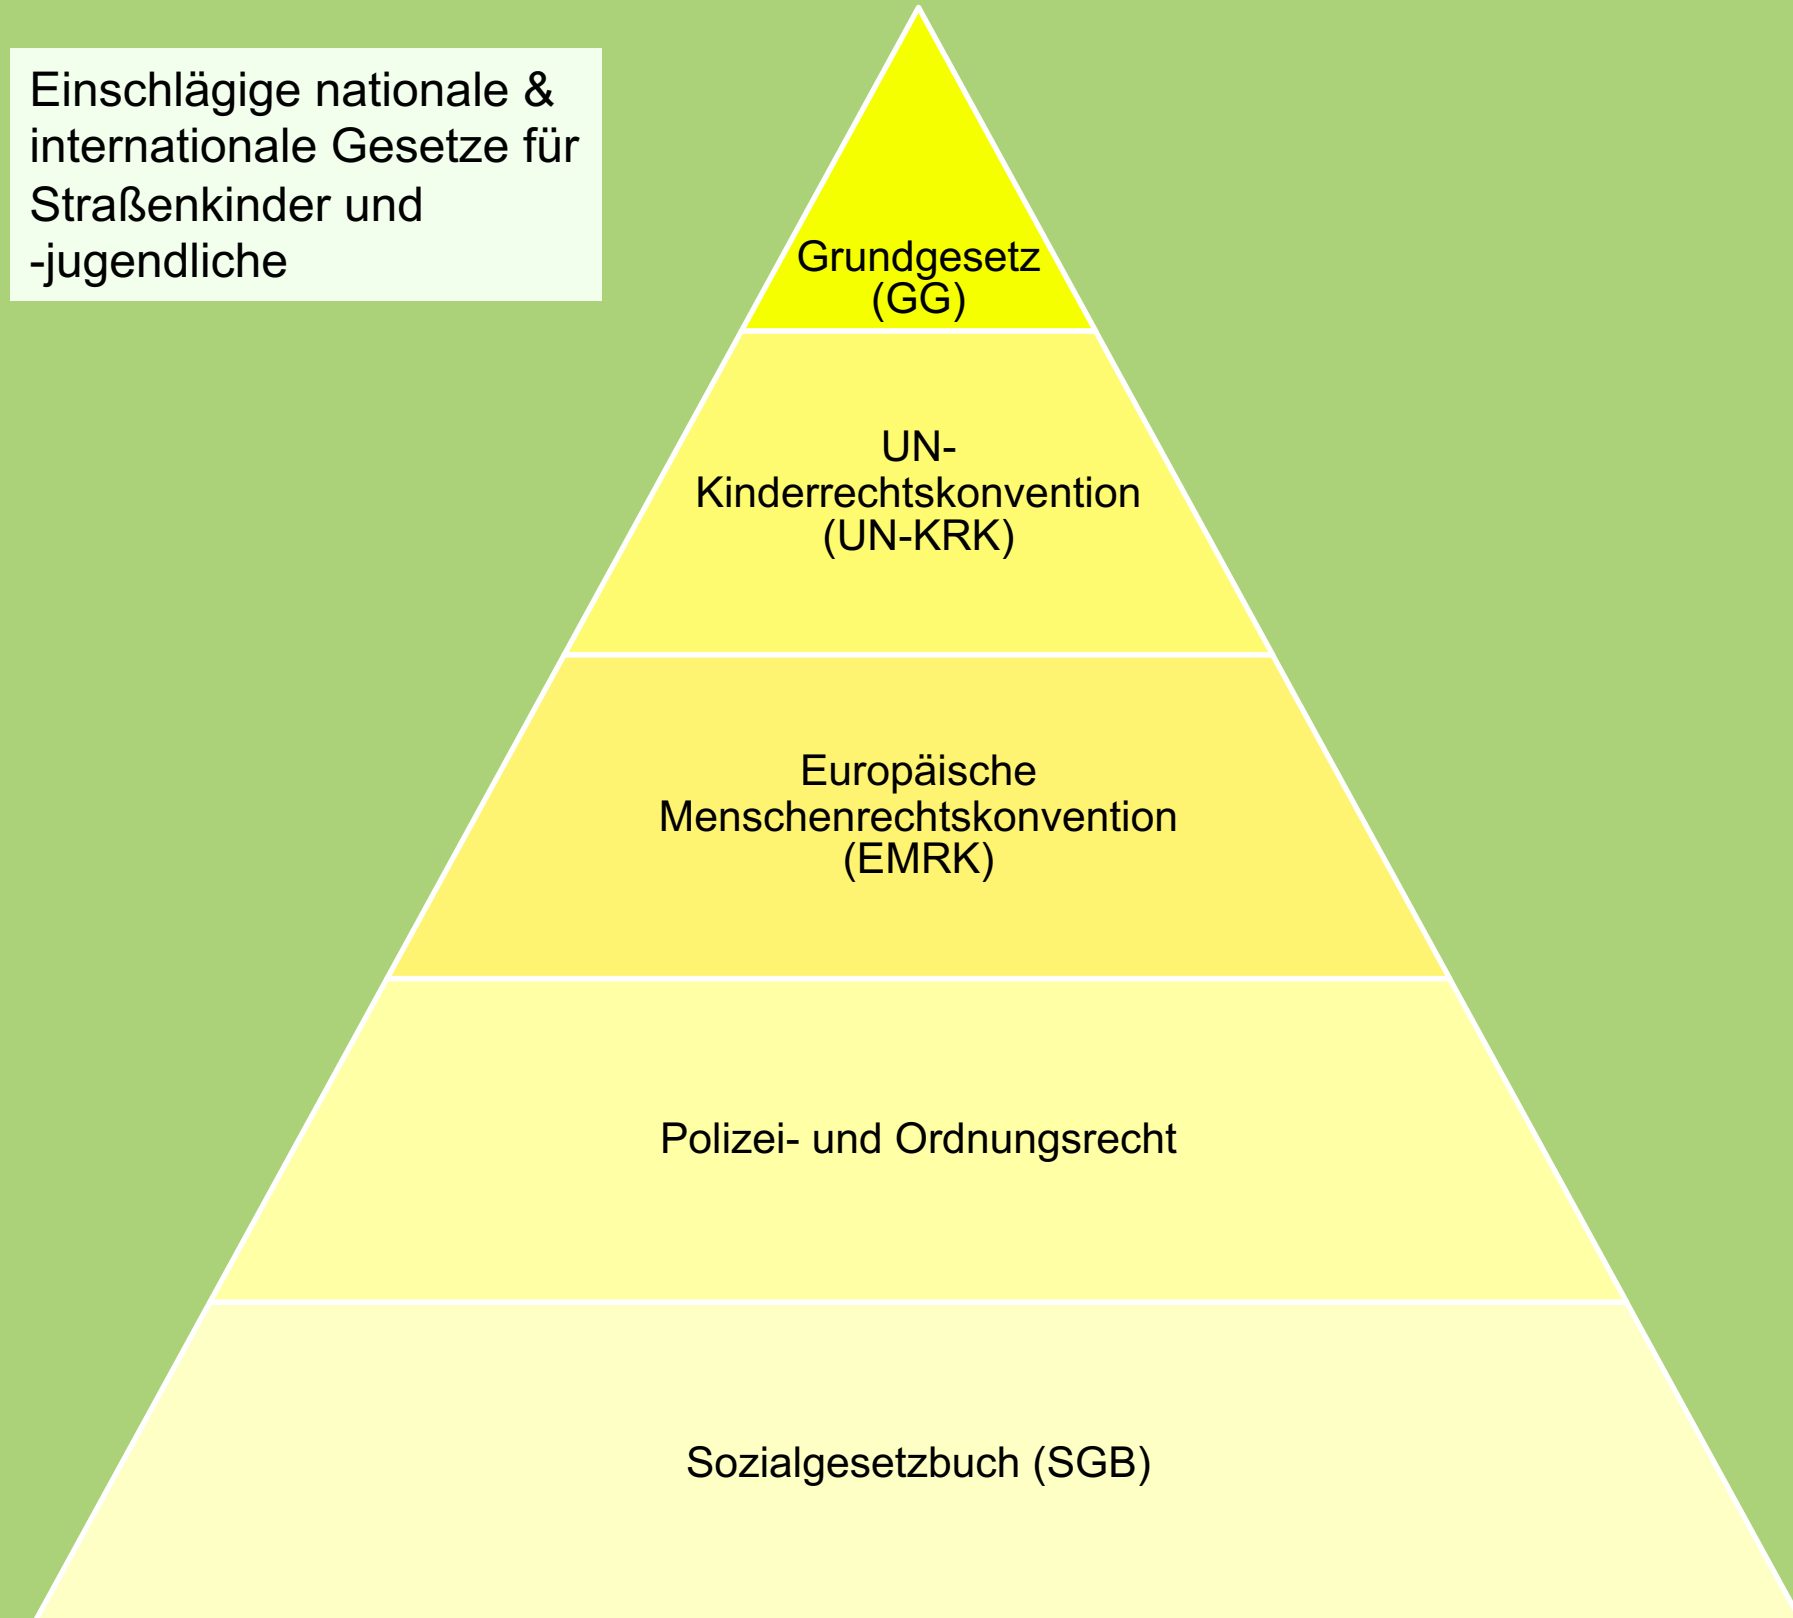 Einschlägige nationale &
internationale Gesetze für
Straßenkinder und
-jugendliche
Grundgesetz
(GG)
UN-
Kinderrechtskonvention
(UN-KRK)
Europäische
Menschenrechtskonvention
(EMRK)
Polizei- und Ordnungsrecht
Sozialgesetzbuch (SGB)